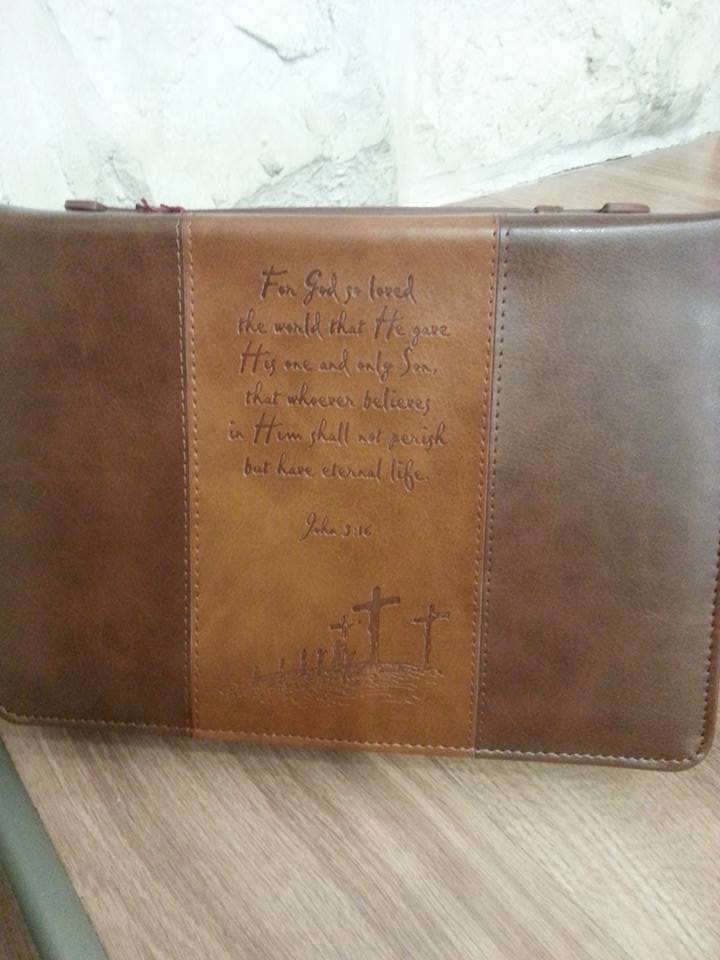 For God so loved
the world that He gave
His one and only Son,
that whoever believes
in Him shall not perish
but have eternal life.
John 3:16